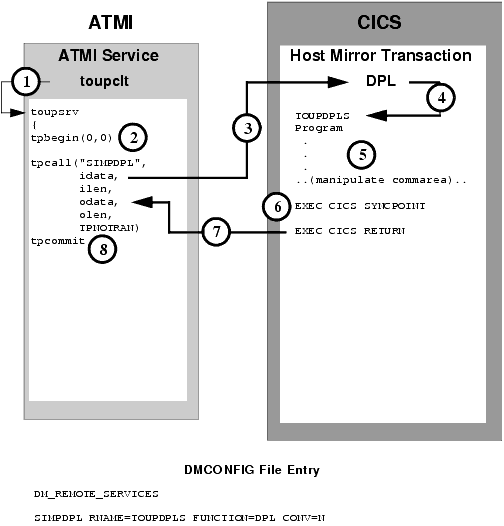 ATMI
CICS
ATMI Service
toupclt
Host Mirror Transaction
DPL
1
4
toupsrv
{
tpbegin(0,0)
2
3
TOUPDPLS
Program
.
.
.
5
tpcall("SIMPDPL",
idata,
ilen,
odata,
olen,
TPNOTRAN)
..(manipulate commarea)..
6
EXEC CICS SYNCPOINT
7
EXEC CICS RETURN
tpcommit
8
DMCONFIG File Entry
DM_REMOTE_SERVICES
SIMPDPL RNAME=TOUPDPLS FUNCTION=DPL CONV=N